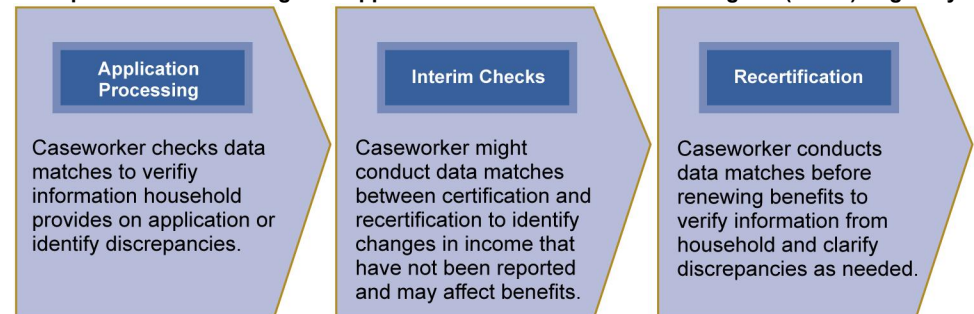 Application
Processing
Caseworker checks data
matches to verifiy
information household
provides on application or
identify discrepancies.
Interim Checks
Caseworker might
conduct data matches
between certification and
recertification to identify
changes in income that
have not been reported
and may affect benefits.
Recertification
Caseworker conducts
data matches before
renewing benefits to
verify information from
household and clarify
discrepancies as needed.